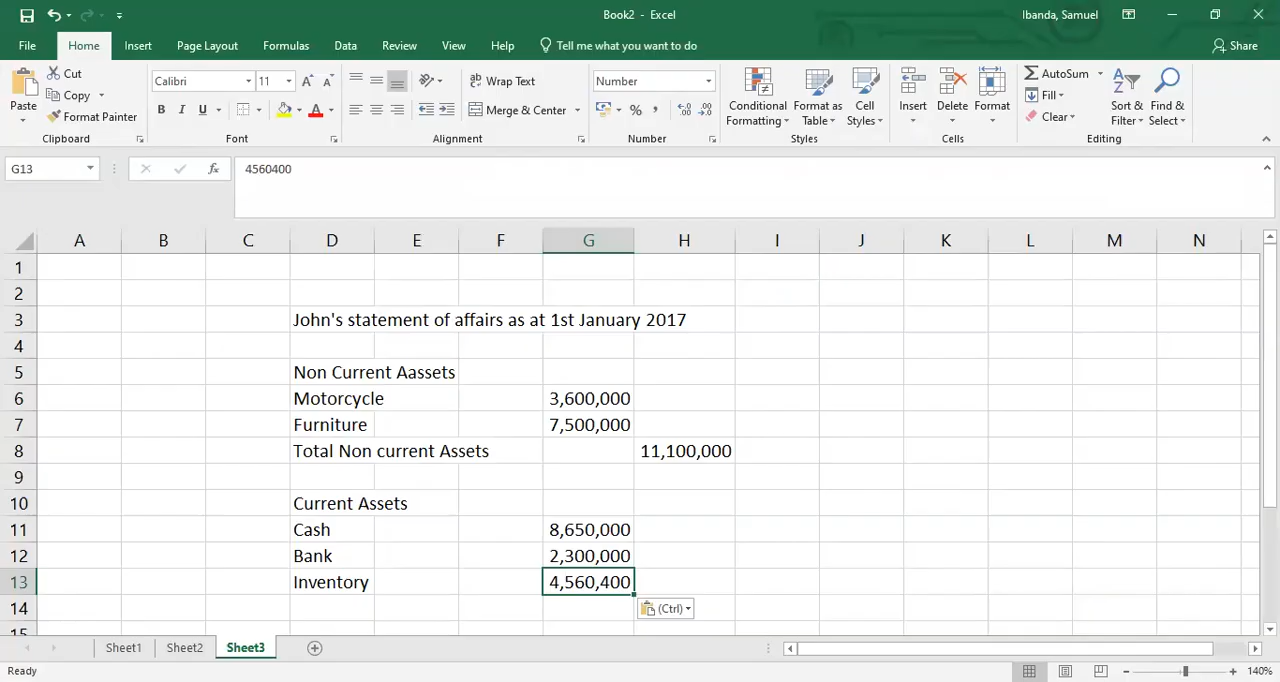 Book2 - Excel
Ibanda, Samuel
File Home Insert Page Layout Formulas Data Review View Help Tell me what you want to do Share
Paste
Cut
Copy
Format Painter
Clipboard
Calibri 11
B I U A
Font
Wrap Text
Merge & Center
Alignment
Number
% ,
Number
Conditional Formatting
Format as Table
Cell Styles
Styles
Insert Delete Format
Cells
AutoSum
Fill
Clear
Sort & Filter
Find & Select
Editing
G13 fx 4560400
A B C D E F G H I J K L M N
1
2
3 John's statement of affairs as at 1st January 2017
4
5 Non Current Aassets
6 Motorcycle 3,600,000
7 Furniture 7,500,000
8 Total Non current Assets 11,100,000
9
10 Current Assets
11 Cash 8,650,000
12 Bank 2,300,000
13 Inventory 4,560,400
14 (Ctrl)
15
Sheet1 Sheet2 Sheet3
Ready 140%